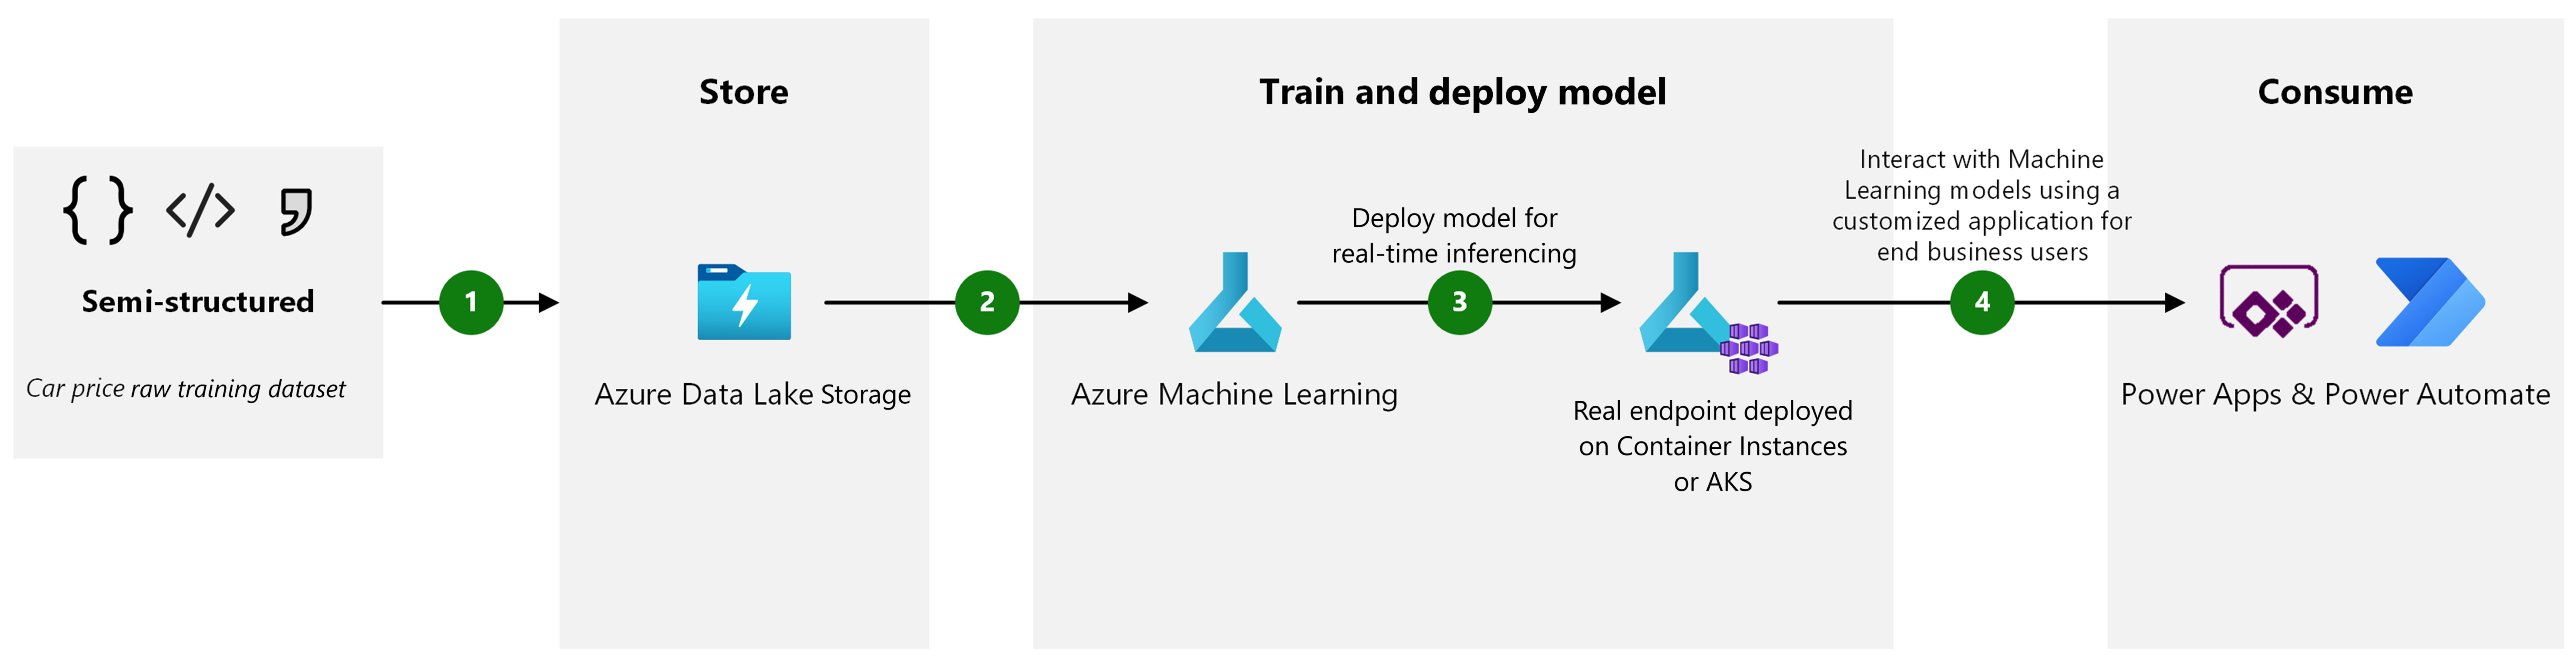 Semi-structured
Car price raw training dataset
1
Store
Azure Data Lake Storage
2
Train and deploy model
Azure Machine Learning
Deploy model for
real-time inferencing
3
Real endpoint deployed
on Container Instances
or AKS
Interact with Machine
Learning models using a
customized application for
end business users
4
Consume
Power Apps & Power Automate